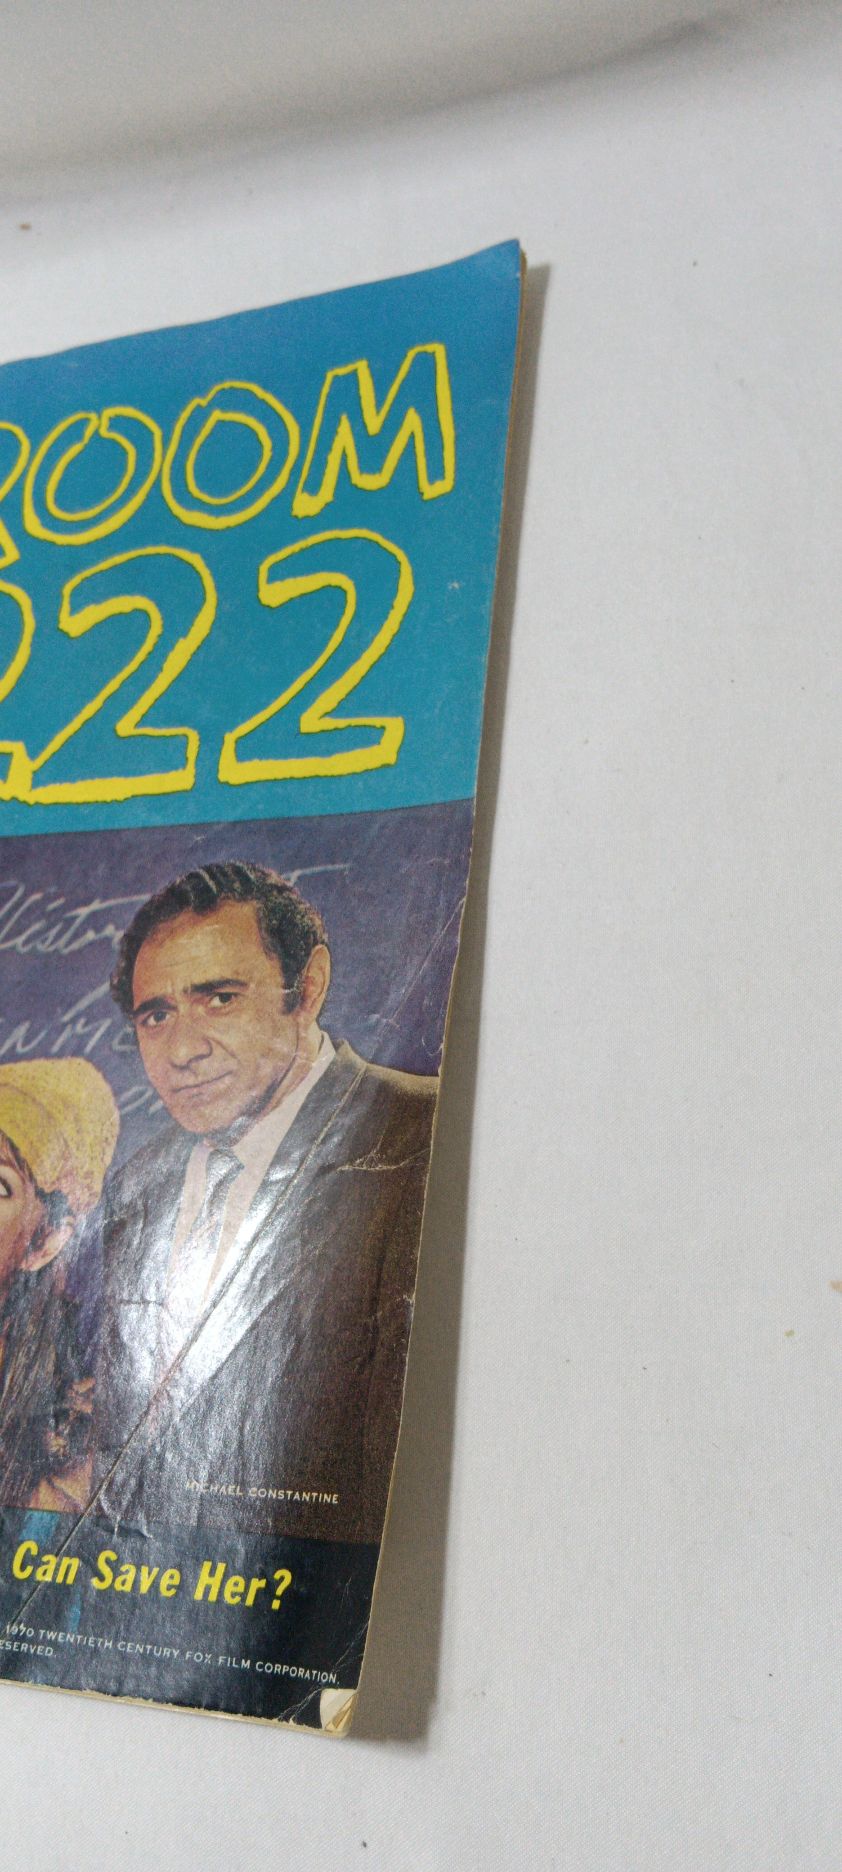 ROOM
222
Can Save Her?
MICHAEL CONSTANTINE
1970 TWENTIETH CENTURY FOX FILM CORPORATION.
ESERVED.